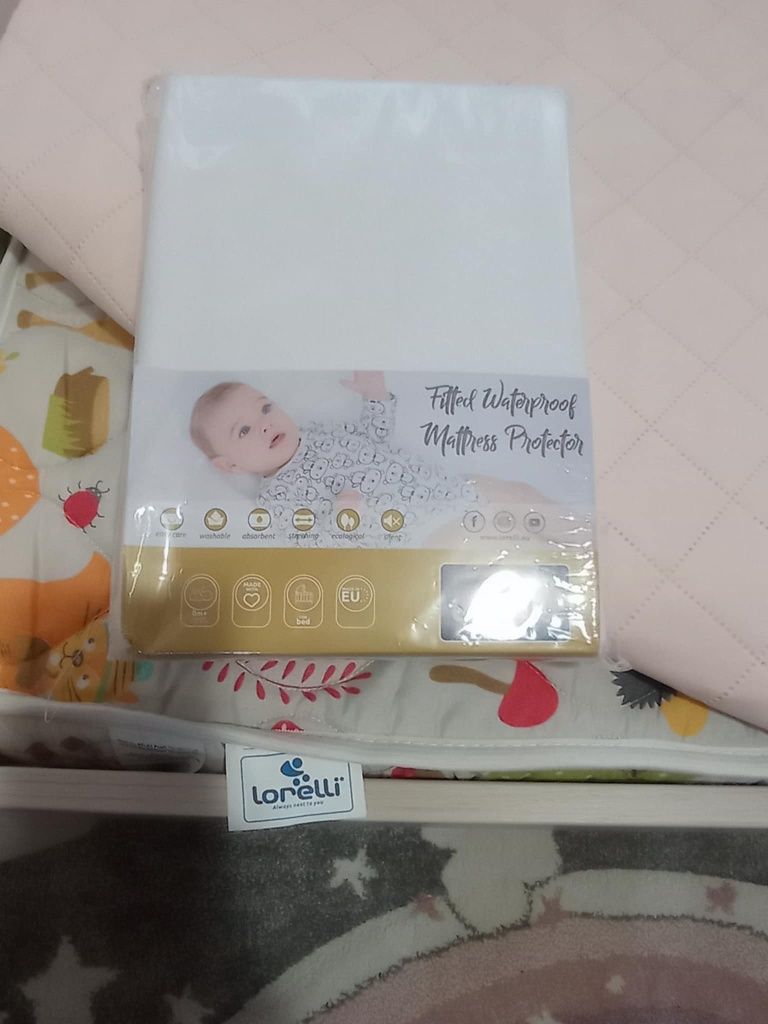 Fitted Waterproof
Mattress Protector
easy care washable absorbent stretching ecological silent
www.lorelli.eu
0m+
MADE
WITH
bed
EU
lorelli
Always next to you